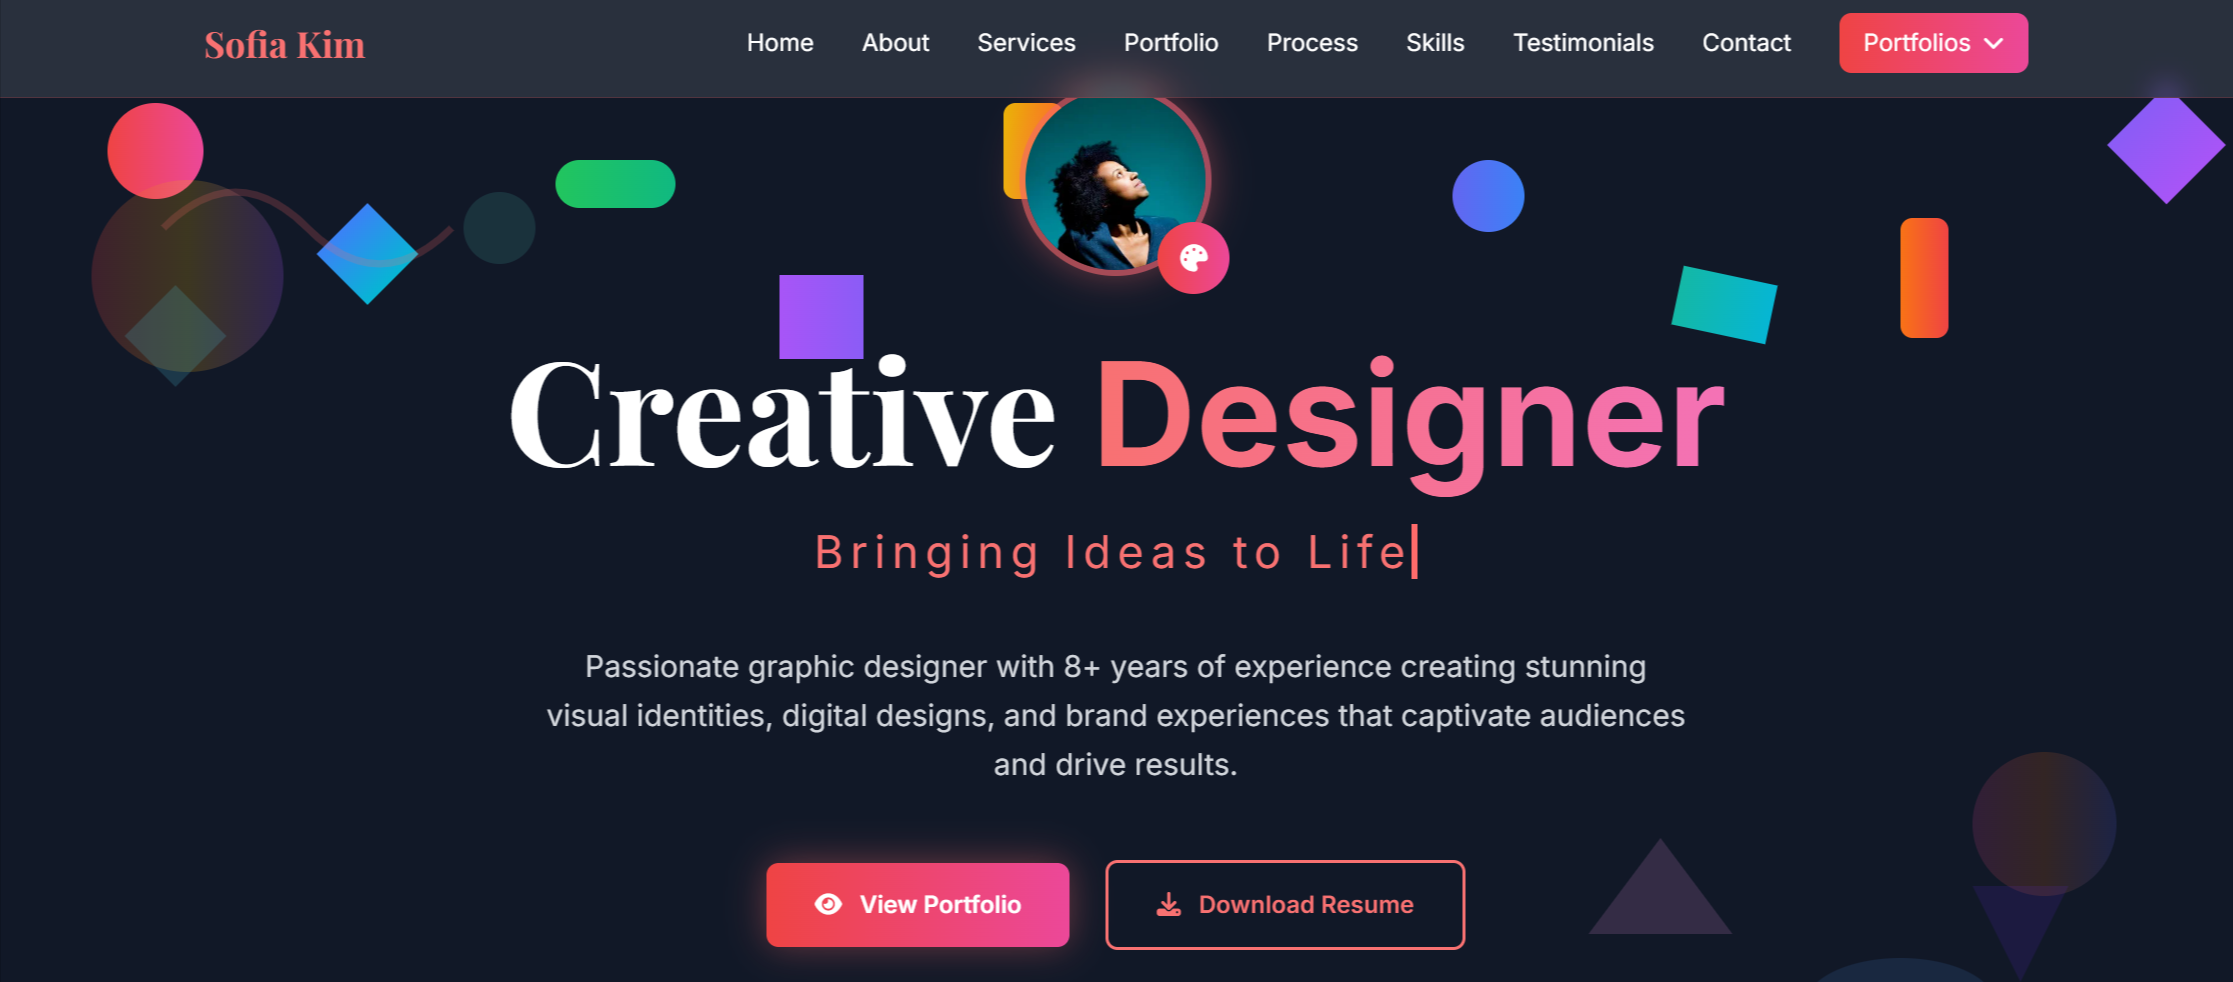 Sofia Kim
Home About Services Portfolio Process Skills Testimonials Contact Portfolios
Creative Designer
Bringing Ideas to Life
Passionate graphic designer with 8+ years of experience creating stunning
visual identities, digital designs, and brand experiences that captivate audiences
and drive results.
View Portfolio Download Resume